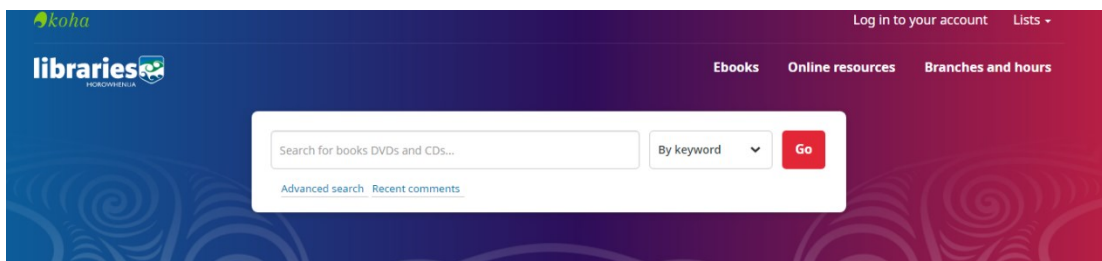 koha
Log in to your account Lists
libraries
HOROWHENUA
Ebooks Online resources Branches and hours
Search for books DVDs and CDs...
By keyword
Go
Advanced search Recent comments